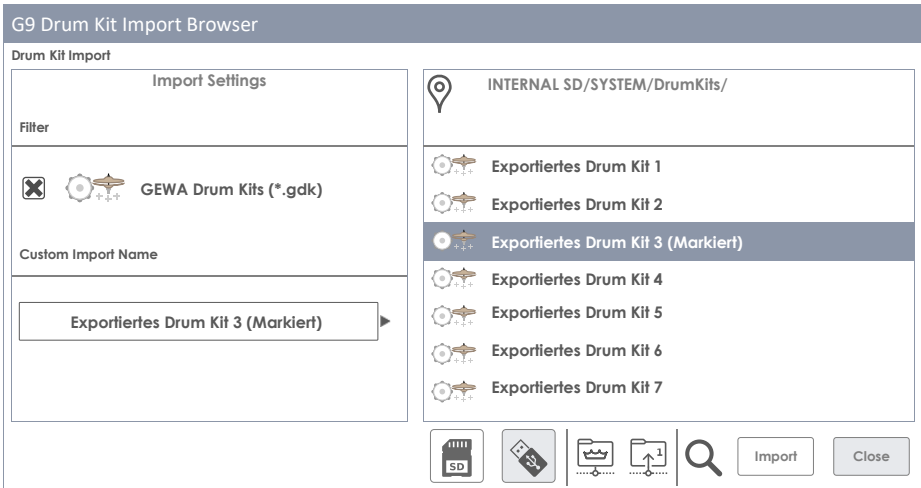 G9 Drum Kit Import Browser
Drum Kit Import
Import Settings
Filter
GEWA Drum Kits (*.gdk)
Custom Import Name
Exportiertes Drum Kit 3 (Markiert)
INTERNAL SD/SYSTEM/DrumKits/
Exportiertes Drum Kit 1
Exportiertes Drum Kit 2
Exportiertes Drum Kit 3 (Markiert)
Exportiertes Drum Kit 4
Exportiertes Drum Kit 5
Exportiertes Drum Kit 6
Exportiertes Drum Kit 7
SD
1
Import
Close